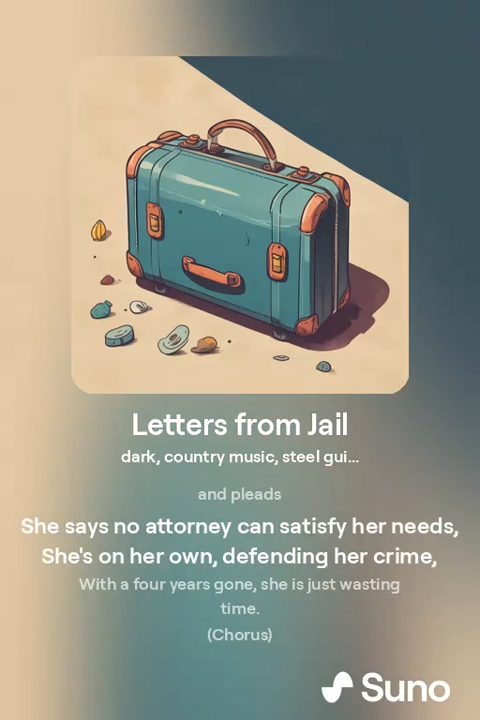 Letters from Jail
dark, country music, steel gui...
and pleads
She says no attorney can satisfy her needs,
She's on her own, defending her crime,
With a four years gone, she is just wasting
time.
(Chorus)
Suno